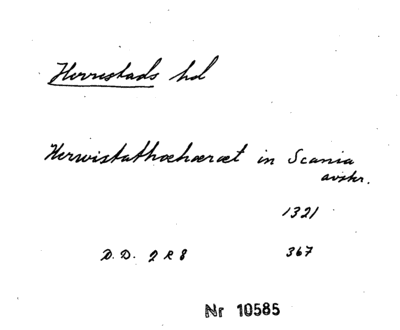 Herrestads hd
Herwistathæhæræt in Scania
avskr.
1321
D.D. 2 R 8 367
Nr 10585